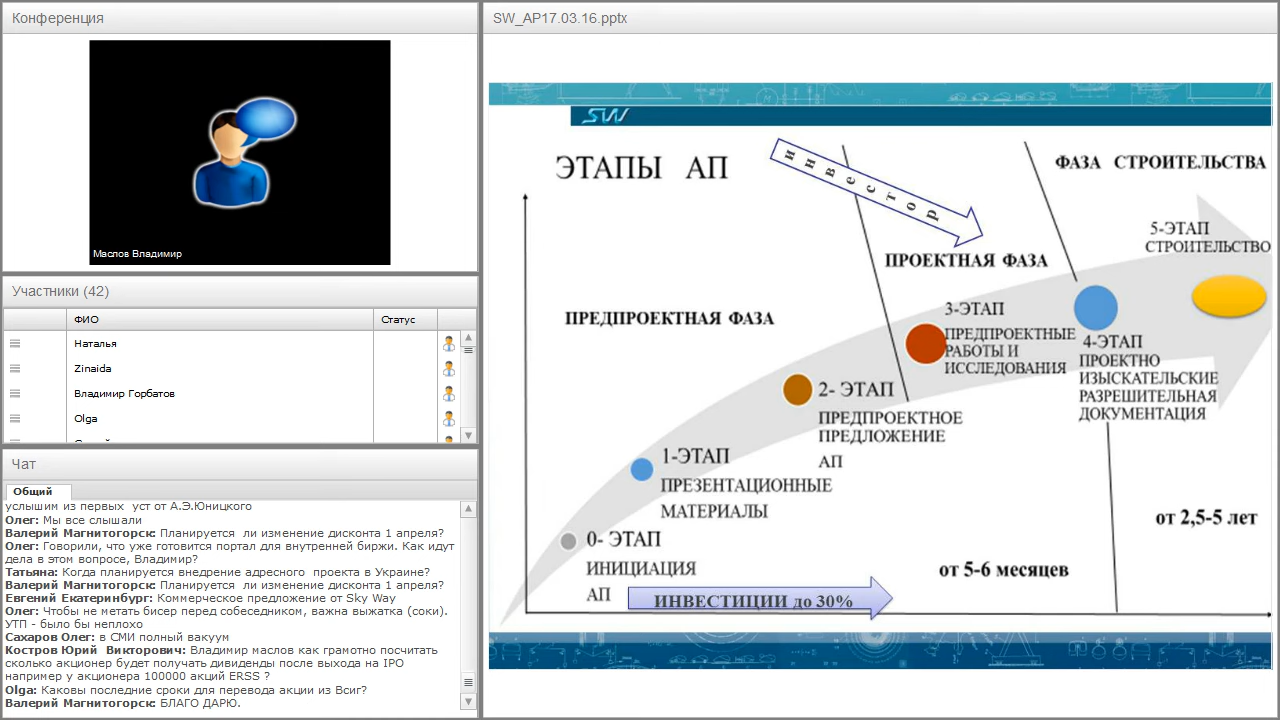 Конференция
Маслов Владимир
Участники (42)
ФИО
Статус
Наталья
Zinaida
Владимир Горбатов
Olga
Чат
Общий
услышим из первых уст от А.Э.Юницкого
Олег: Мы все слышали
Валерий Магнитогорск: Планируется ли изменение дисконта 1 апреля?
Олег: Говорили, что уже готовится портал для внутренней биржи. Как идут
дела в этом вопросе, Владимир?
Татьяна: Когда планируется внедрение адресного проекта в Украине?
Валерий Магнитогорск: Планируется ли изменение дисконта 1 апреля?
Евгений Екатеринбург: Коммерческое предложение от Sky Way
Олег: Чтобы не метать бисер перед собеседником, важна выжатка (соки).
УТП - было бы неплохо
Сахаров Олег: в СМИ полный вакуум
Костров Юрий Викторович: Владимир маслов как грамотно посчитать
сколько акционер будет получать дивиденды после выхода на IPO
например у акционера 100000 акций ERSS ?
Olga: Каковы последние сроки для перевода акции из Всиг?
Валерий Магнитогорск: БЛАГО ДАРЮ.
SW_AP17.03.16.pptx
SW
ЭТАПЫ АП
инвестор
ФАЗА СТРОИТЕЛЬСТВА
5-ЭТАП
СТРОИТЕЛЬСТВО
ПРОЕКТНАЯ ФАЗА
ПРЕДПРОЕКТНАЯ ФАЗА
3-ЭТАП
ПРЕДПРОЕКТНЫЕ
РАБОТЫ И
ИССЛЕДОВАНИЯ
4-ЭТАП
ПРОЕКТНО
ИЗЫСКАТЕЛЬСКИЕ
РАЗРЕШИТЕЛЬНАЯ
ДОКУМЕНТАЦИЯ
2- ЭТАП
ПРЕДПРОЕКТНОЕ
ПРЕДЛОЖЕНИЕ
АП
1-ЭТАП
ПРЕЗЕНТАЦИОННЫЕ
МАТЕРИАЛЫ
0- ЭТАП
ИНИЦИАЦИЯ
АП
ИНВЕСТИЦИИ до 30%
от 5-6 месяцев
от 2,5-5 лет